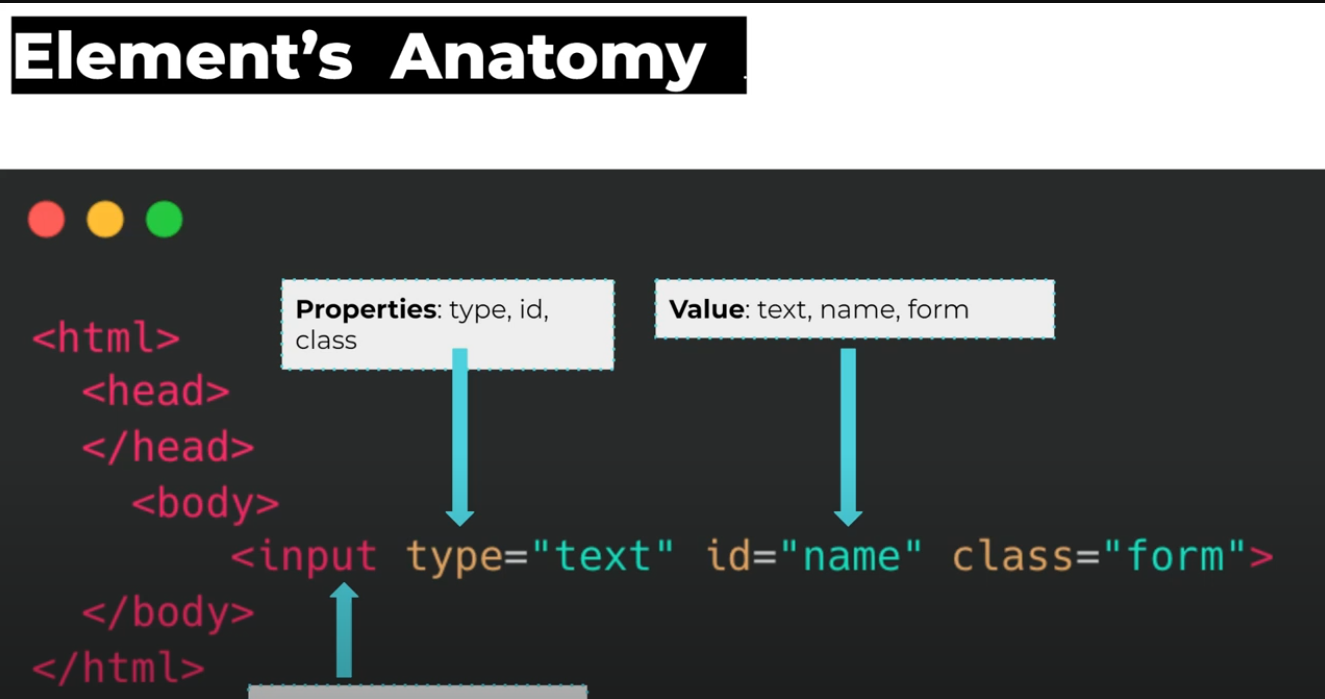 Element’s Anatomy
Properties: type, id,
class
Value: text, name, form
<html>
<head>
</head>
<body>
<input type="text" id="name" class="form">
</body>
</html>